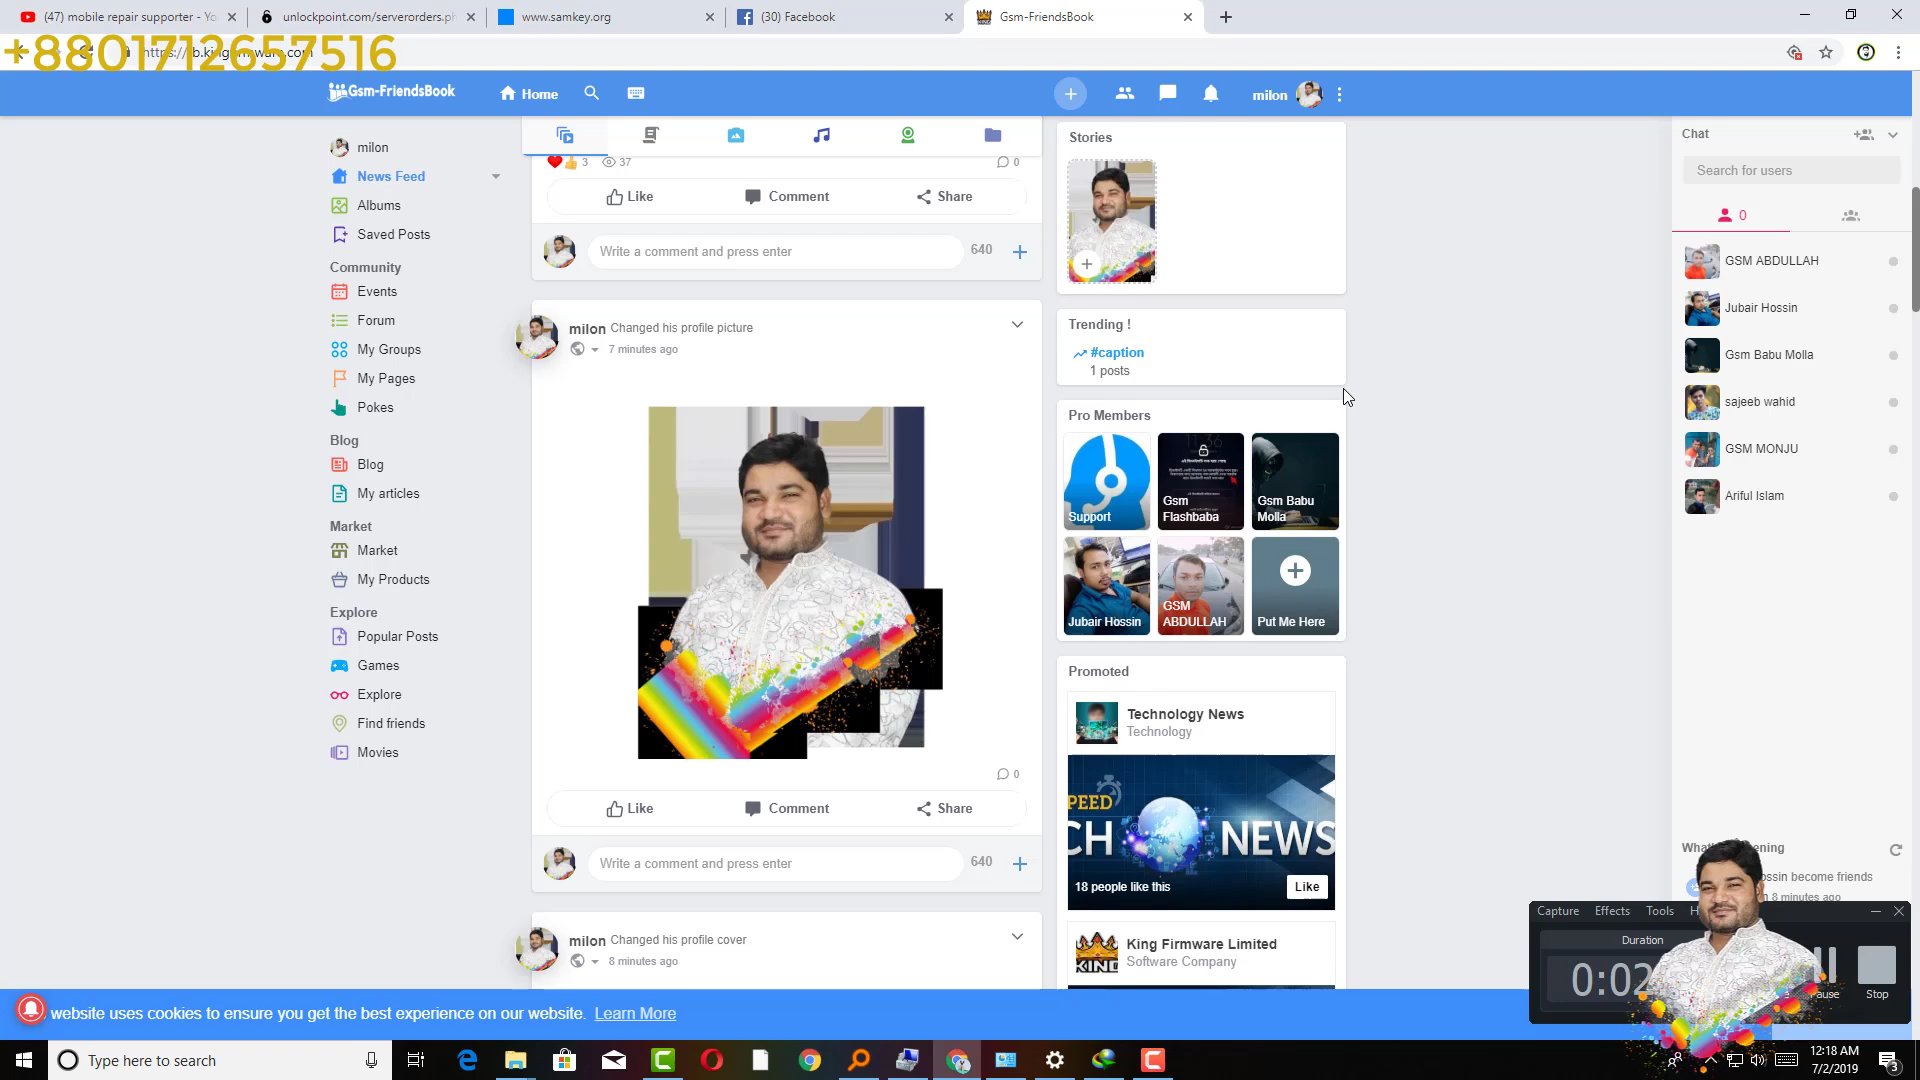 (47) mobile repair supporter - Yo
unlockpoint.com/serverorders.ph
www.samkey.org
(30) Facebook
Gsm-FriendsBook
+8801712657516
Gsm-FriendsBook
Home
milon
milon
News Feed
Albums
Saved Posts
Community
Events
Forum
My Groups
My Pages
Pokes
Blog
Blog
My articles
Market
Market
My Products
Explore
Popular Posts
Games
Explore
Find friends
Movies
3
37
0
Like
Comment
Share
Write a comment and press enter
640
milon Changed his profile picture
7 minutes ago
0
Like
Comment
Share
Write a comment and press enter
640
milon Changed his profile cover
8 minutes ago
Stories
Trending !
#caption
1 posts
Pro Members
Support
Gsm
Flashbaba
Gsm Babu
Molla
Jubair Hossin
GSM
ABDULLAH
Put Me Here
Promoted
Technology News
Technology
PEED
CH NEWS
18 people like this
Like
King Firmware Limited
Software Company
Chat
Search for users
0
GSM ABDULLAH
Jubair Hossin
Gsm Babu Molla
sajeeb wahid
GSM MONJU
Ariful Islam
ossin become friends
8 minutes ago
Capture
Effects
Tools
Duration
0:02
Stop
website uses cookies to ensure you get the best experience on our website. Learn More
Type here to search
12:18 AM
7/2/2019
3